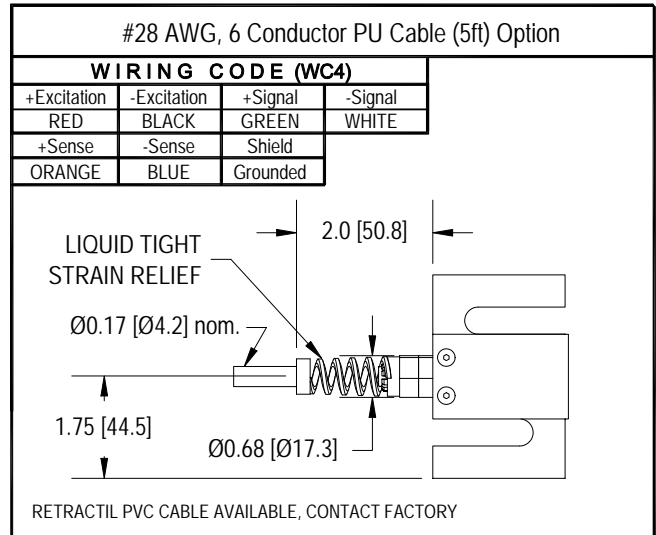 #28 AWG, 6 Conductor PU Cable (5ft) Option
WIRING CODE (WC4)
+Excitation -Excitation +Signal -Signal
RED BLACK GREEN WHITE
+Sense -Sense Shield
ORANGE BLUE Grounded
2.0 [50.8]
LIQUID TIGHT
STRAIN RELIEF
Ø0.17 [Ø4.2] nom.
1.75 [44.5]
Ø0.68 [Ø17.3]
RETRACTIL PVC CABLE AVAILABLE, CONTACT FACTORY